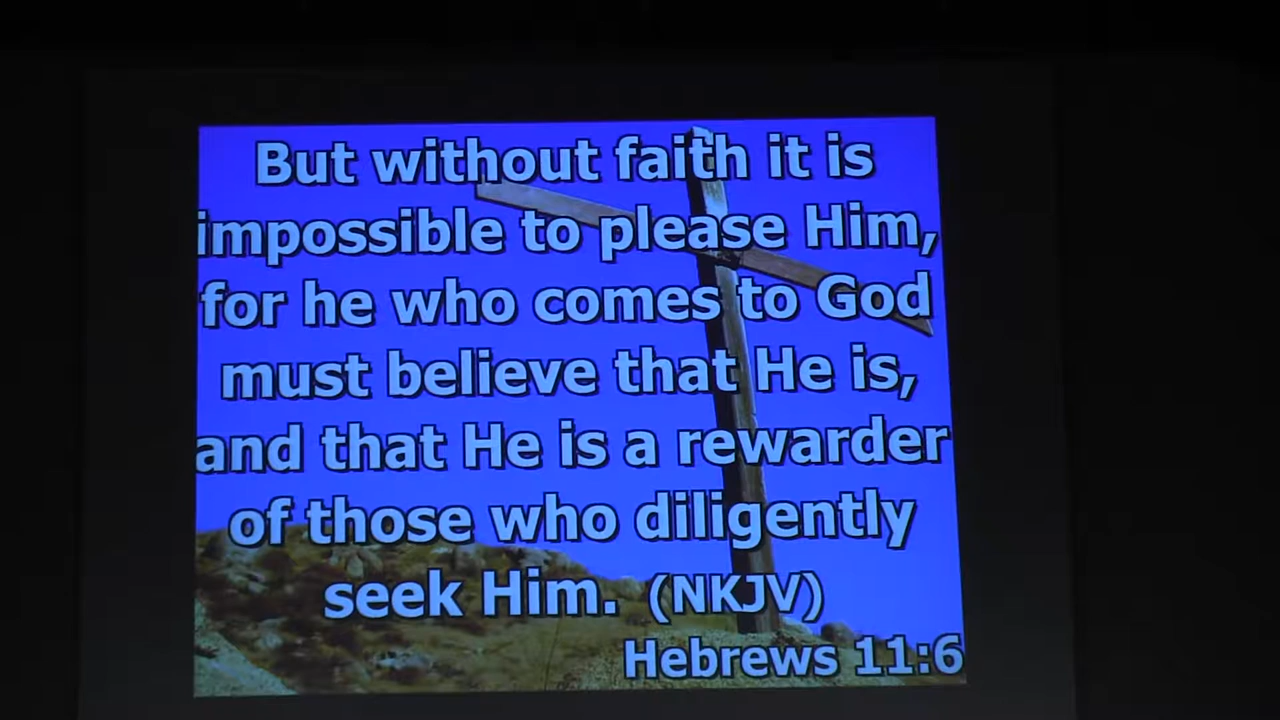 But without faith it is
impossible to please Him,
for he who comes to God
must believe that He is,
and that He is a rewarder
of those who diligently
seek Him. (NKJV)
Hebrews 11:6